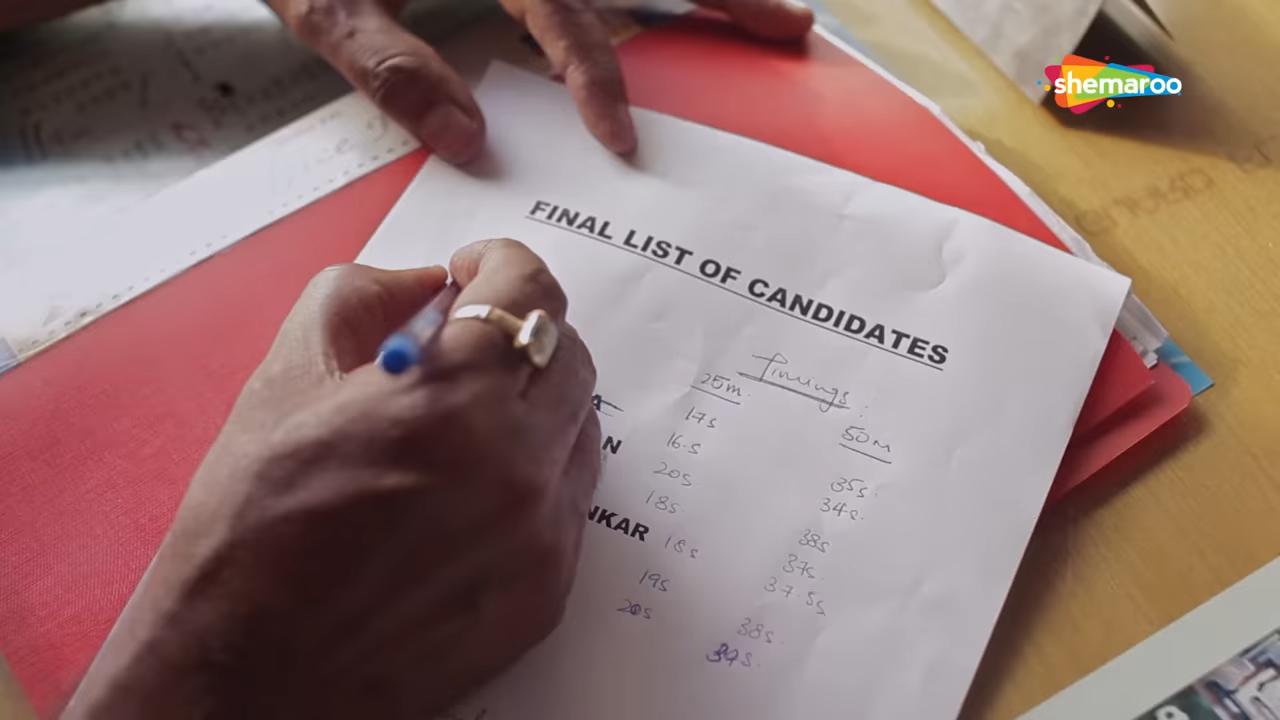 shemaroo
FINAL LIST OF CANDIDATES
Timings:
25m. 50m
A 17s 35s.
N 16.s 34s.
20s 38s
18s 37s.
NKAR 18s 37.5s
19s 38s.
20s 39s.